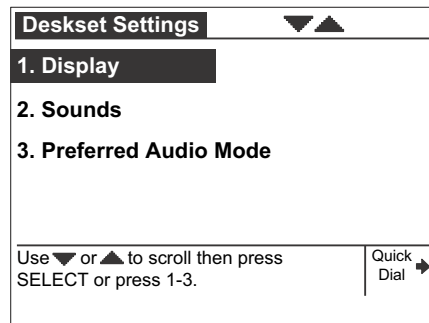 Deskset Settings ▼▲
1. Display
2. Sounds
3. Preferred Audio Mode
Use ▼ or ▲ to scroll then press
SELECT or press 1-3.
Quick
Dial